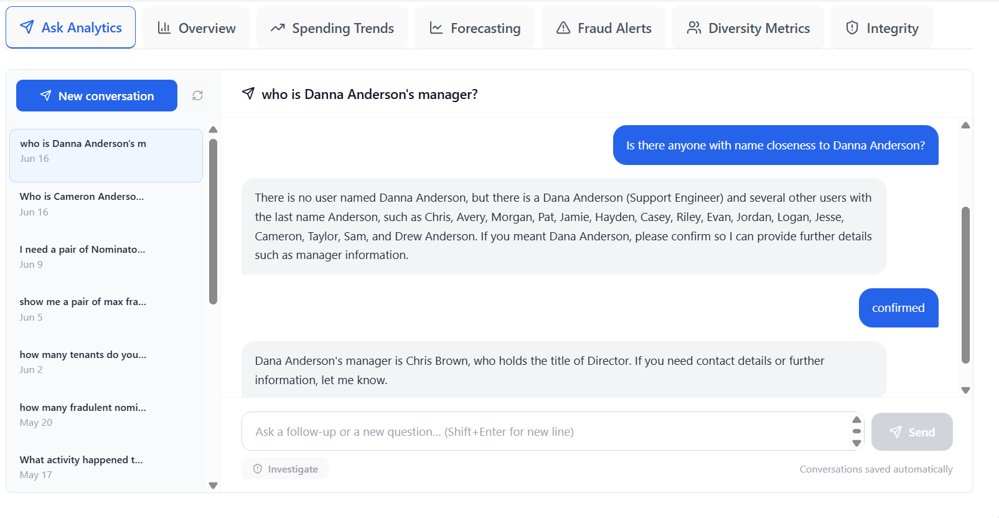 Ask Analytics
Overview
Spending Trends
Forecasting
Fraud Alerts
Diversity Metrics
Integrity
New conversation
who is Danna Anderson's manager?
who is Danna Anderson's m
Jun 16
Who is Cameron Anderso...
Jun 16
I need a pair of Nominato...
Jun 9
show me a pair of max fra...
Jun 5
how many tenants do you...
Jun 2
how many fradulent nomi...
May 20
What activity happened t...
May 17
Is there anyone with name closeness to Danna Anderson?
There is no user named Danna Anderson, but there is a Dana Anderson (Support Engineer) and several other users with
the last name Anderson, such as Chris, Avery, Morgan, Pat, Jamie, Hayden, Casey, Riley, Evan, Jordan, Logan, Jesse,
Cameron, Taylor, Sam, and Drew Anderson. If you meant Dana Anderson, please confirm so I can provide further details
such as manager information.
confirmed
Dana Anderson's manager is Chris Brown, who holds the title of Director. If you need contact details or further
information, let me know.
Ask a follow-up or a new question... (Shift+Enter for new line)
Send
Investigate
Conversations saved automatically